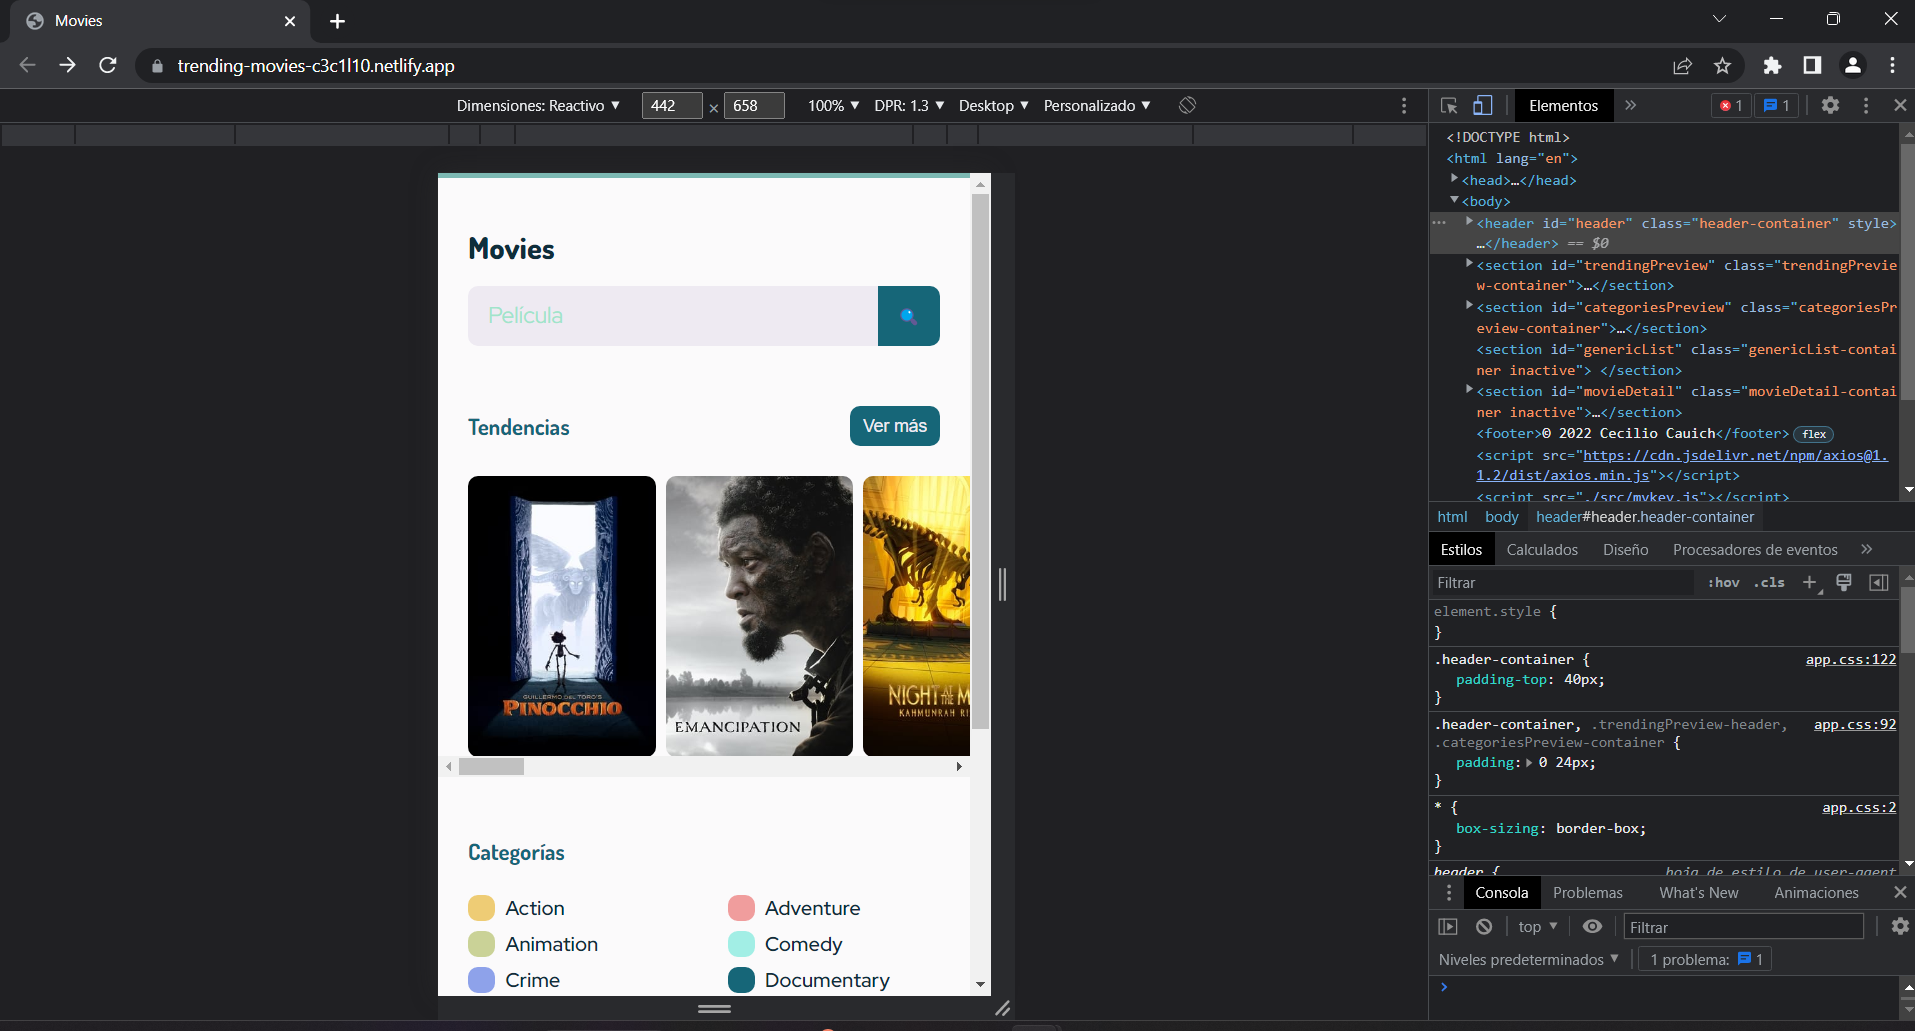 Movies
trending-movies-c3c1l10.netlify.app
Dimensiones: Reactivo ▼ 442 × 658 100% ▼ DPR: 1.3 ▼ Desktop ▼ Personalizado ▼
Elementos » 1 1
Movies
Película
Tendencias
Ver más
GUILLERMO DEL TORO'S
PINOCCHIO
EMANCIPATION
NIGHT AT THE M
KAHMUNRAH RI
Categorías
Action
Adventure
Animation
Comedy
Crime
Documentary
<!DOCTYPE html>
<html lang="en">
<head>…</head>
<body>
<header id="header" class="header-container" style>
…</header> == $0
<section id="trendingPreview" class="trendingPrevie
w-container">…</section>
<section id="categoriesPreview" class="categoriesPr
eview-container">…</section>
<section id="genericList" class="genericList-contai
ner inactive"> </section>
<section id="movieDetail" class="movieDetail-contai
ner inactive">…</section>
<footer>© 2022 Cecilio Cauich</footer> flex
<script src="https://cdn.jsdelivr.net/npm/axios@1.
1.2/dist/axios.min.js"></script>
<script src="./src/mykey.js"></script>
html body header#header.header-container
Estilos Calculados Diseño Procesadores de eventos »
Filtrar :hov .cls +
element.style {
}
.header-container { app.css:122
padding-top: 40px;
}
.header-container, .trendingPreview-header, app.css:92
.categoriesPreview-container {
padding: 0 24px;
}
* { app.css:2
box-sizing: border-box;
}
header { hoja de estilo de user-agent
Consola Problemas What's New Animaciones
top ▼ Filtrar
Niveles predeterminados ▼ 1 problema: 1